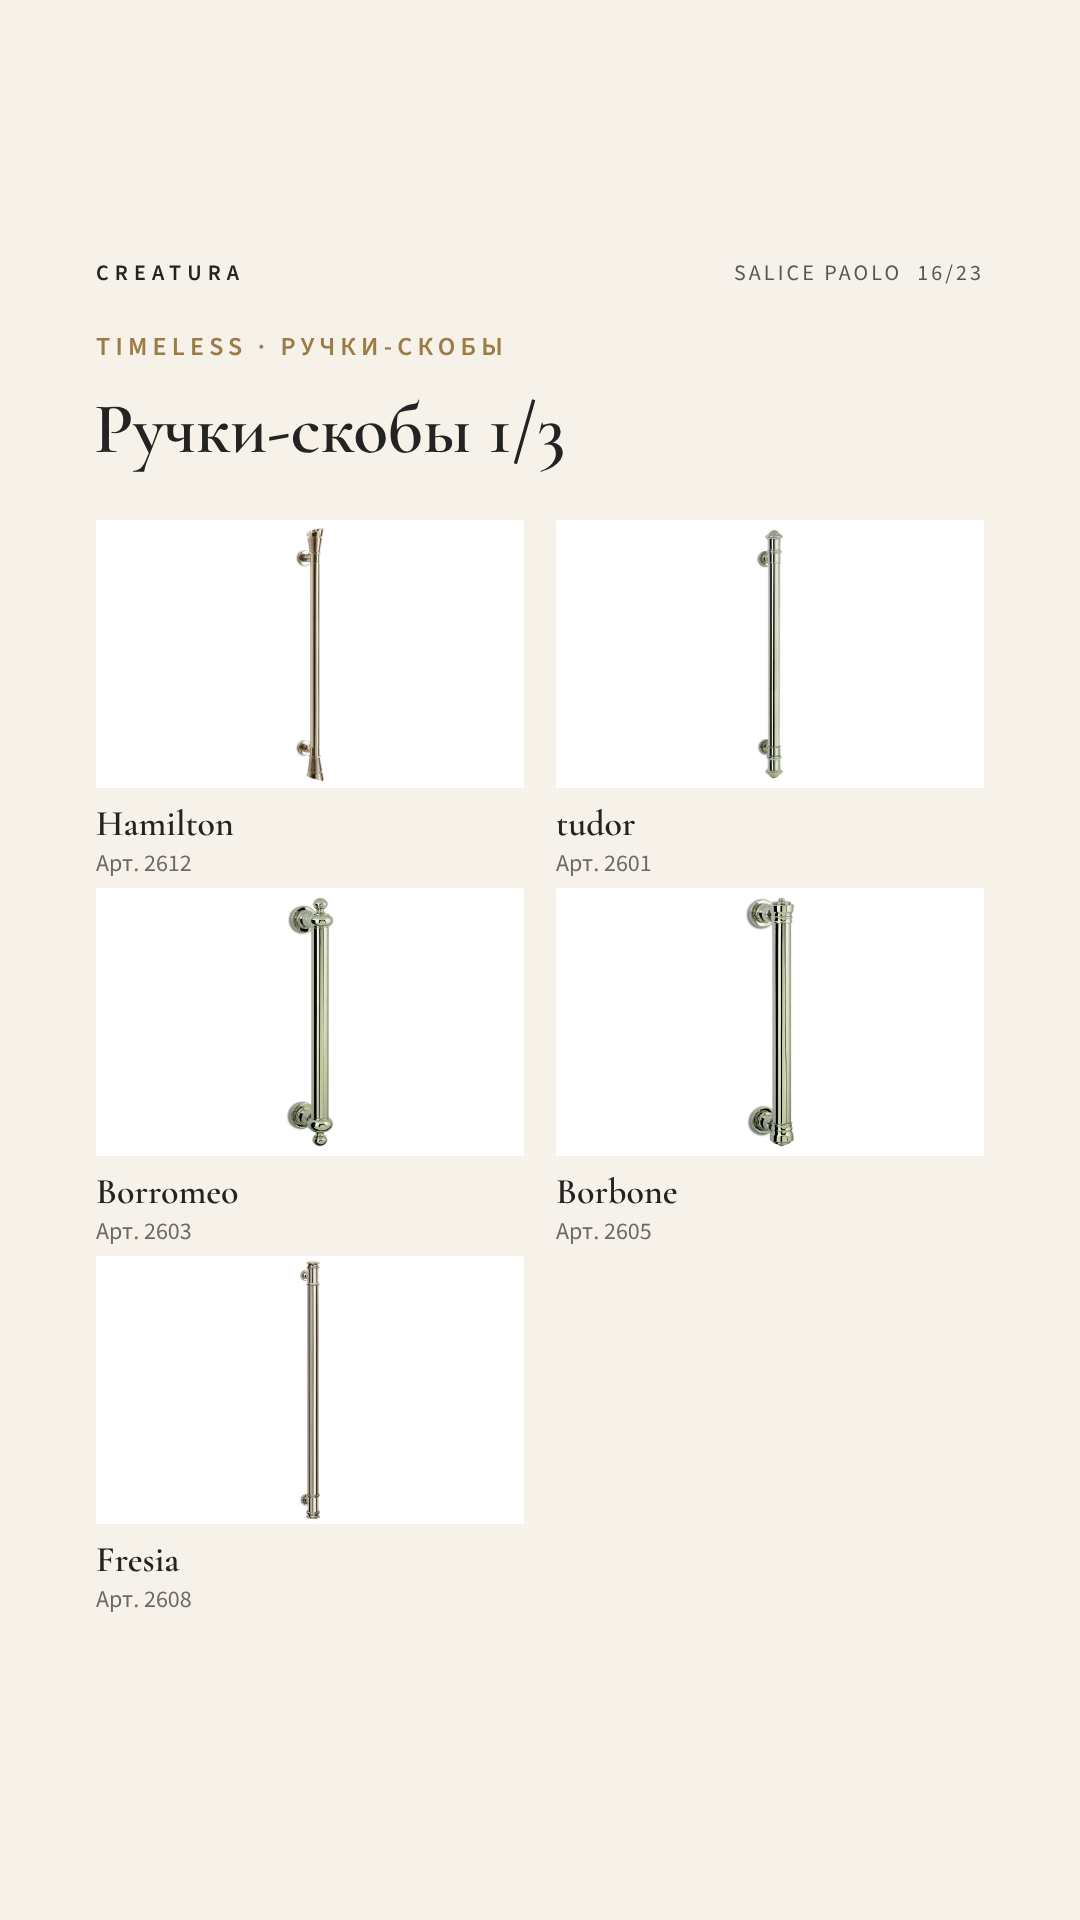 CREATURA
SALICE PAOLO 16/23
TIMELESS · РУЧКИ-СКОБЫ
Ручки-скобы 1/3
Hamilton
Арт. 2612
tudor
Арт. 2601
Borromeo
Арт. 2603
Borbone
Арт. 2605
Fresia
Арт. 2608